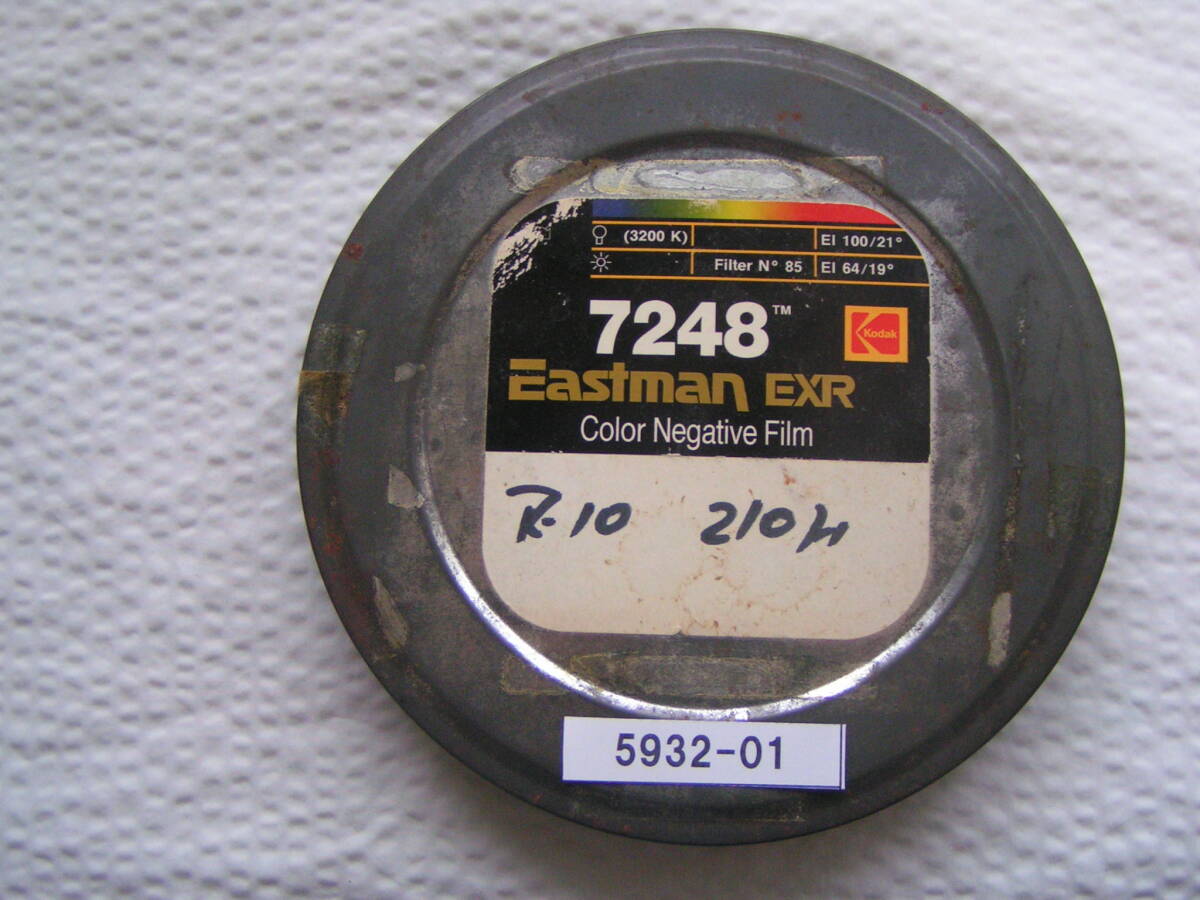 (3200 K) EI 100/21°
Filter N° 85 EI 64/19°
7248™
Kodak
Eastman EXR
Color Negative Film
R-10 210
5932-01